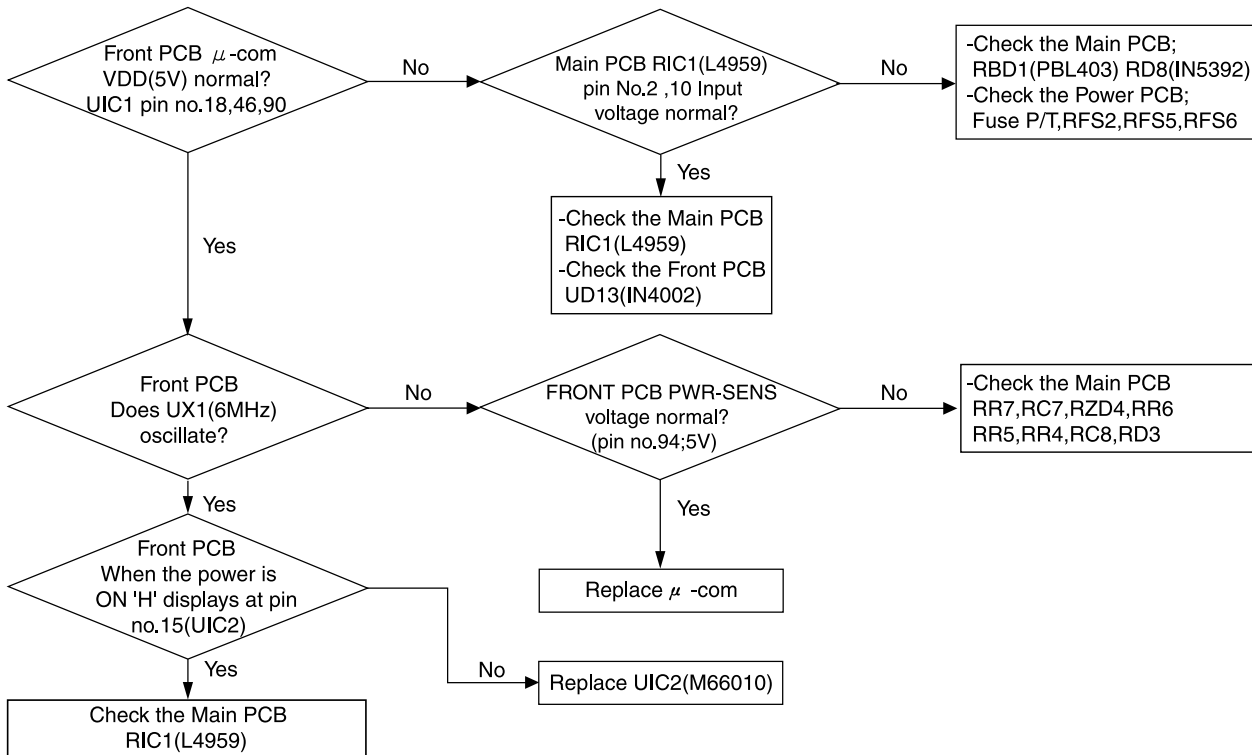 Front PCB μ-com
VDD(5V) normal?
UIC1 pin no.18,46,90
No
Main PCB RIC1(L4959)
pin No.2 ,10 Input
voltage normal?
No
-Check the Main PCB;
RBD1(PBL403) RD8(IN5392)
-Check the Power PCB;
Fuse P/T,RFS2,RFS5,RFS6
Yes
-Check the Main PCB
RIC1(L4959)
-Check the Front PCB
UD13(IN4002)
Yes
Front PCB
Does UX1(6MHz)
oscillate?
No
FRONT PCB PWR-SENS
voltage normal?
(pin no.94;5V)
No
-Check the Main PCB
RR7,RC7,RZD4,RR6
RR5,RR4,RC8,RD3
Yes
Replace μ -com
Yes
Front PCB
When the power is
ON 'H' displays at pin
no.15(UIC2)
No
Replace UIC2(M66010)
Yes
Check the Main PCB
RIC1(L4959)